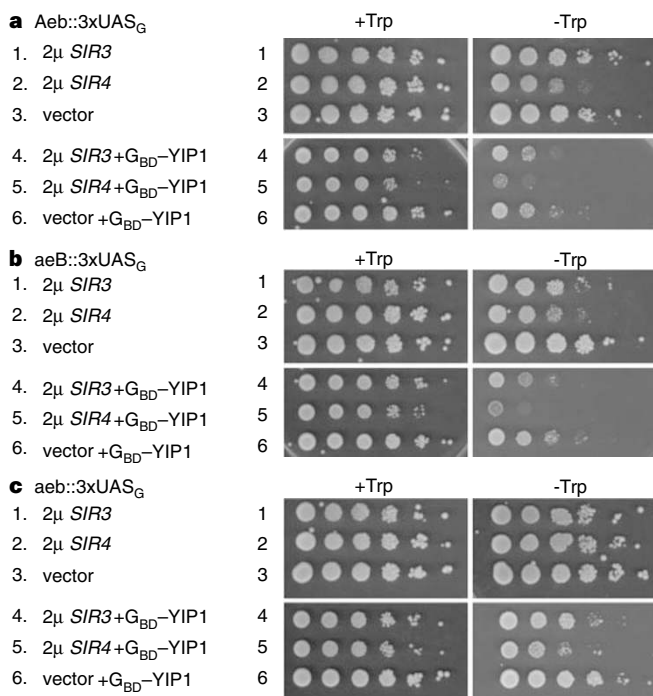 a Aeb::3xUASG +Trp -Trp
1. 2μ SIR3 1
2. 2μ SIR4 2
3. vector 3
4. 2μ SIR3+GBD–YIP1 4
5. 2μ SIR4+GBD–YIP1 5
6. vector +GBD–YIP1 6
b aeB::3xUASG +Trp -Trp
1. 2μ SIR3 1
2. 2μ SIR4 2
3. vector 3
4. 2μ SIR3+GBD–YIP1 4
5. 2μ SIR4+GBD–YIP1 5
6. vector +GBD–YIP1 6
c aeb::3xUASG +Trp -Trp
1. 2μ SIR3 1
2. 2μ SIR4 2
3. vector 3
4. 2μ SIR3+GBD–YIP1 4
5. 2μ SIR4+GBD–YIP1 5
6. vector +GBD–YIP1 6